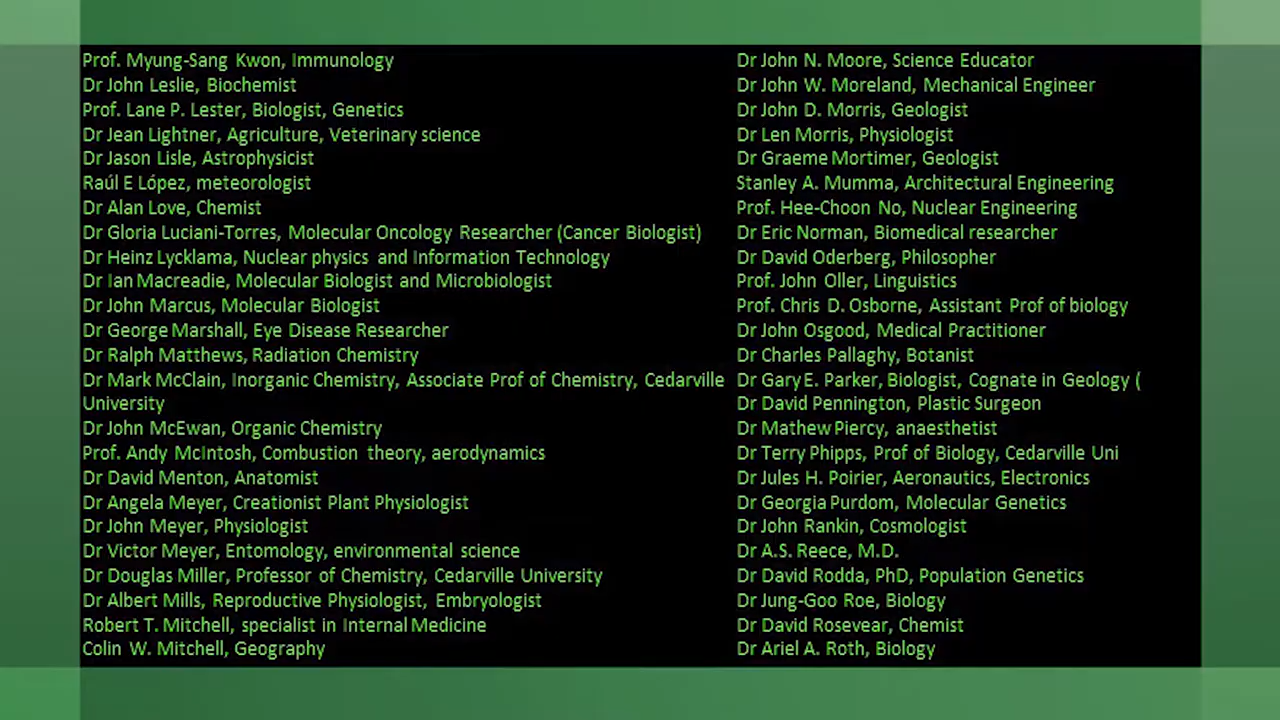 Prof. Myung-Sang Kwon, Immunology
Dr John Leslie, Biochemist
Prof. Lane P. Lester, Biologist, Genetics
Dr Jean Lightner, Agriculture, Veterinary science
Dr Jason Lisle, Astrophysicist
Raúl E López, meteorologist
Dr Alan Love, Chemist
Dr Gloria Luciani-Torres, Molecular Oncology Researcher (Cancer Biologist)
Dr Heinz Lycklama, Nuclear physics and Information Technology
Dr Ian Macreadie, Molecular Biologist and Microbiologist
Dr John Marcus, Molecular Biologist
Dr George Marshall, Eye Disease Researcher
Dr Ralph Matthews, Radiation Chemistry
Dr Mark McClain, Inorganic Chemistry, Associate Prof of Chemistry, Cedarville
University
Dr John McEwan, Organic Chemistry
Prof. Andy McIntosh, Combustion theory, aerodynamics
Dr David Menton, Anatomist
Dr Angela Meyer, Creationist Plant Physiologist
Dr John Meyer, Physiologist
Dr Victor Meyer, Entomology, environmental science
Dr Douglas Miller, Professor of Chemistry, Cedarville University
Dr Albert Mills, Reproductive Physiologist, Embryologist
Robert T. Mitchell, specialist in Internal Medicine
Colin W. Mitchell, Geography
Dr John N. Moore, Science Educator
Dr John W. Moreland, Mechanical Engineer
Dr John D. Morris, Geologist
Dr Len Morris, Physiologist
Dr Graeme Mortimer, Geologist
Stanley A. Mumma, Architectural Engineering
Prof. Hee-Choon No, Nuclear Engineering
Dr Eric Norman, Biomedical researcher
Dr David Oderberg, Philosopher
Prof. John Oller, Linguistics
Prof. Chris D. Osborne, Assistant Prof of biology
Dr John Osgood, Medical Practitioner
Dr Charles Pallaghy, Botanist
Dr Gary E. Parker, Biologist, Cognate in Geology (
Dr David Pennington, Plastic Surgeon
Dr Mathew Piercy, anaesthetist
Dr Terry Phipps, Prof of Biology, Cedarville Uni
Dr Jules H. Poirier, Aeronautics, Electronics
Dr Georgia Purdom, Molecular Genetics
Dr John Rankin, Cosmologist
Dr A.S. Reece, M.D.
Dr David Rodda, PhD, Population Genetics
Dr Jung-Goo Roe, Biology
Dr David Rosevear, Chemist
Dr Ariel A. Roth, Biology